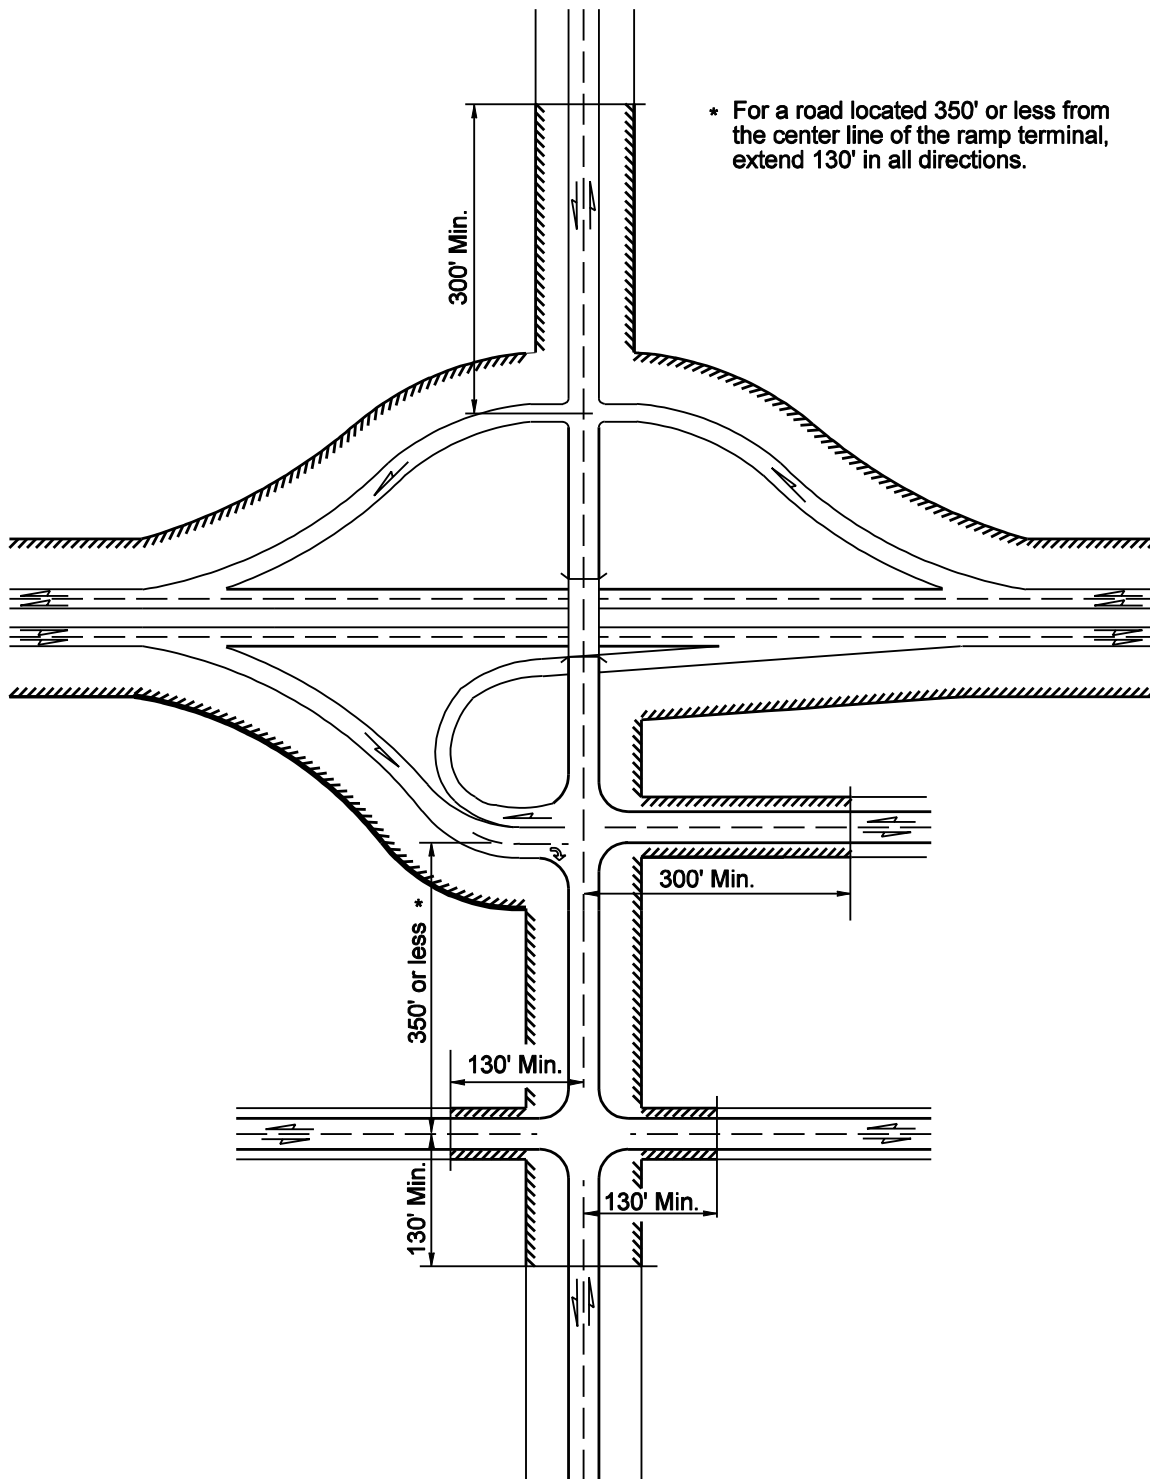 * For a road located 350' or less from
the center line of the ramp terminal,
extend 130' in all directions.
300' Min.
300' Min.
350' or less *
130' Min.
130' Min.
130' Min.